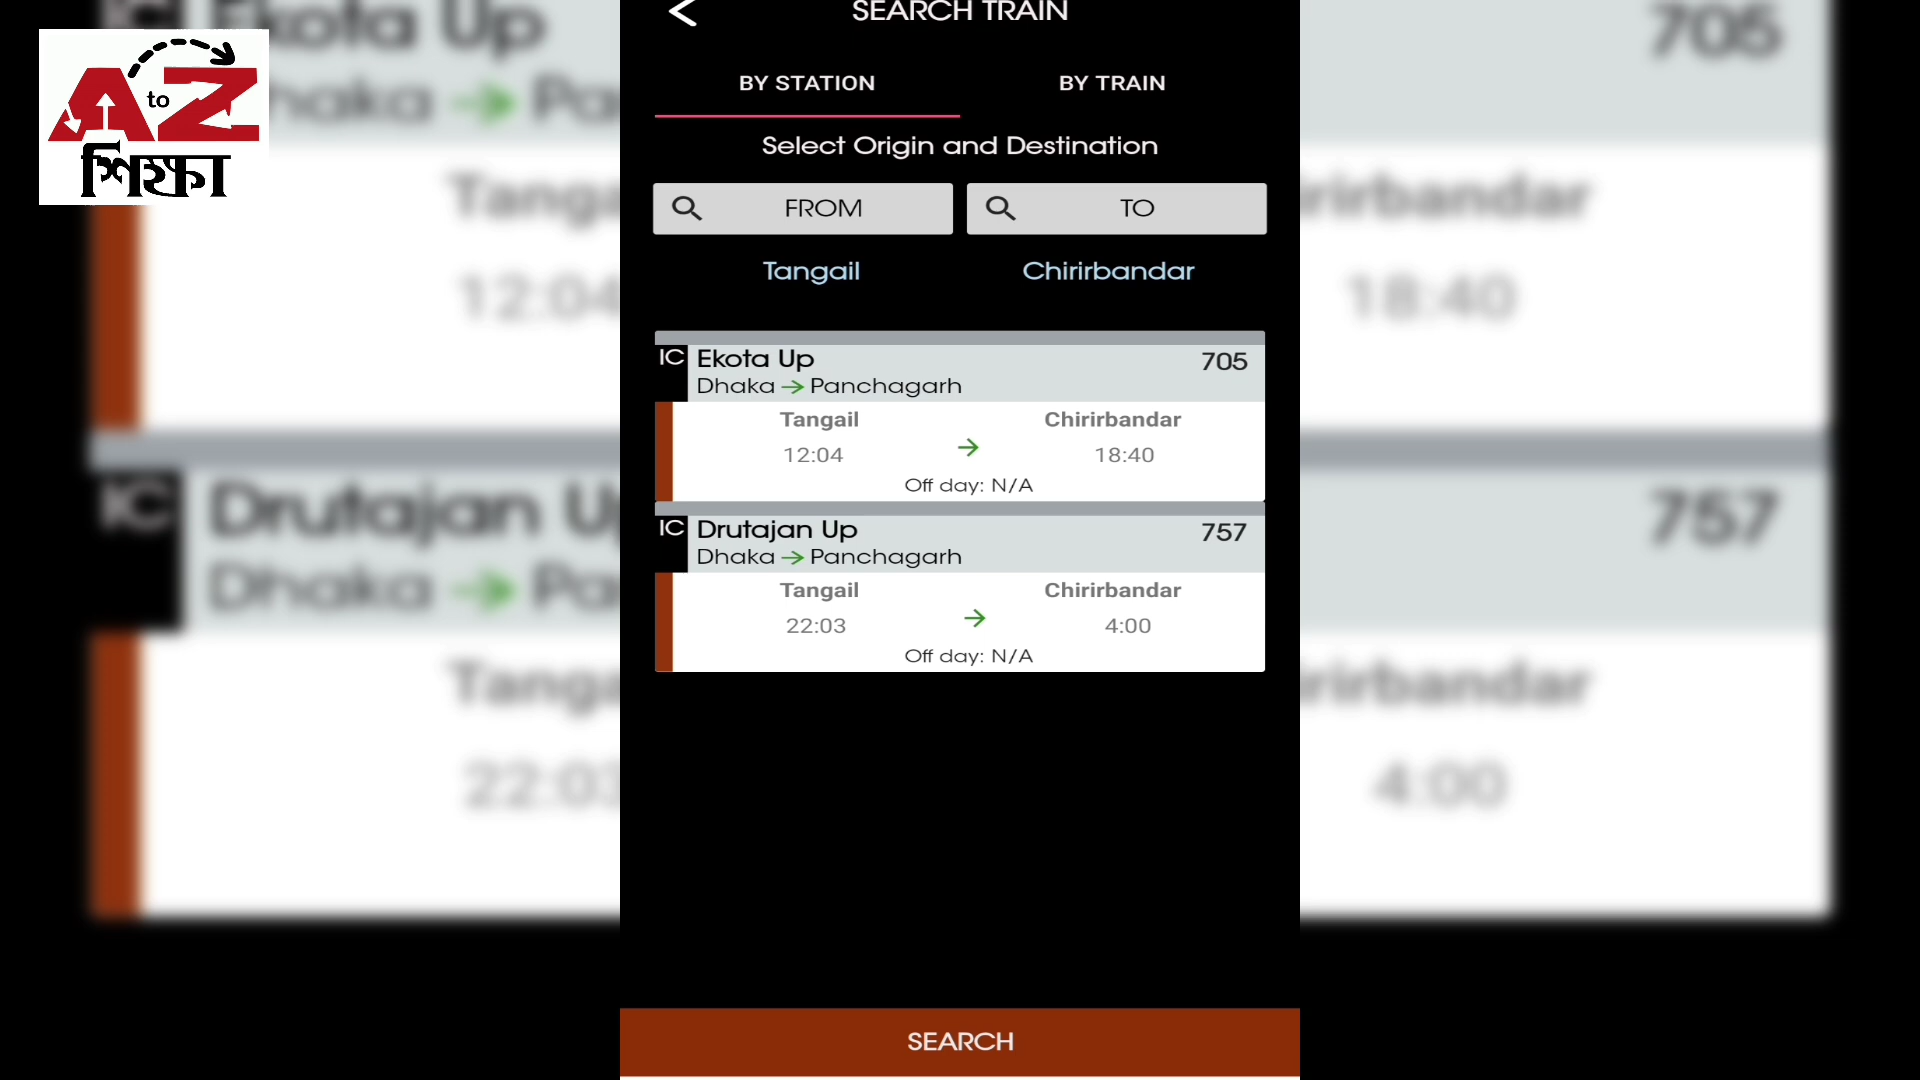 A to Z
শিক্ষা
SEARCH TRAIN
BY STATION
BY TRAIN
Select Origin and Destination
FROM
TO
Tangail
Chirirbandar
IC
Ekota Up
705
Dhaka → Panchagarh
Tangail
Chirirbandar
12:04
→
18:40
Off day: N/A
IC
Drutajan Up
757
Dhaka → Panchagarh
Tangail
Chirirbandar
22:03
→
4:00
Off day: N/A
SEARCH